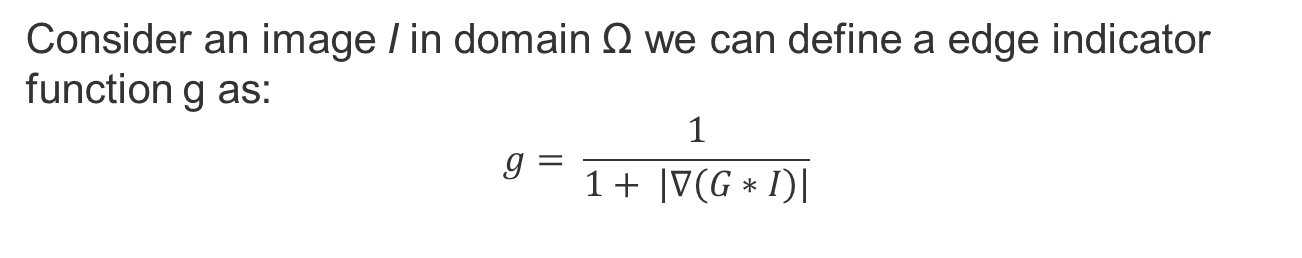 Consider an image I in domain Ω we can define a edge indicator
function g as:
g = 1 / (1 + |∇(G ∗ I)|)